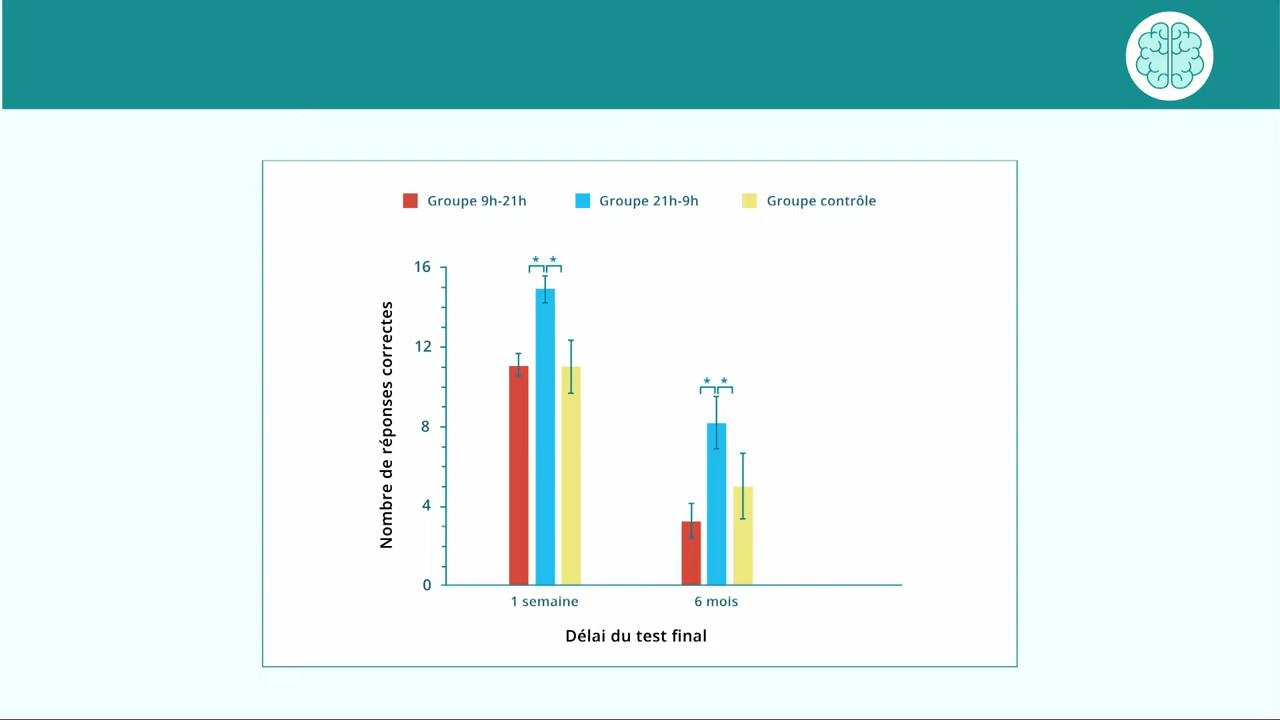 Groupe 9h-21h
Groupe 21h-9h
Groupe contrôle
* *
16
12
8
4
0
Nombre de réponses correctes
* *
1 semaine
6 mois
Délai du test final